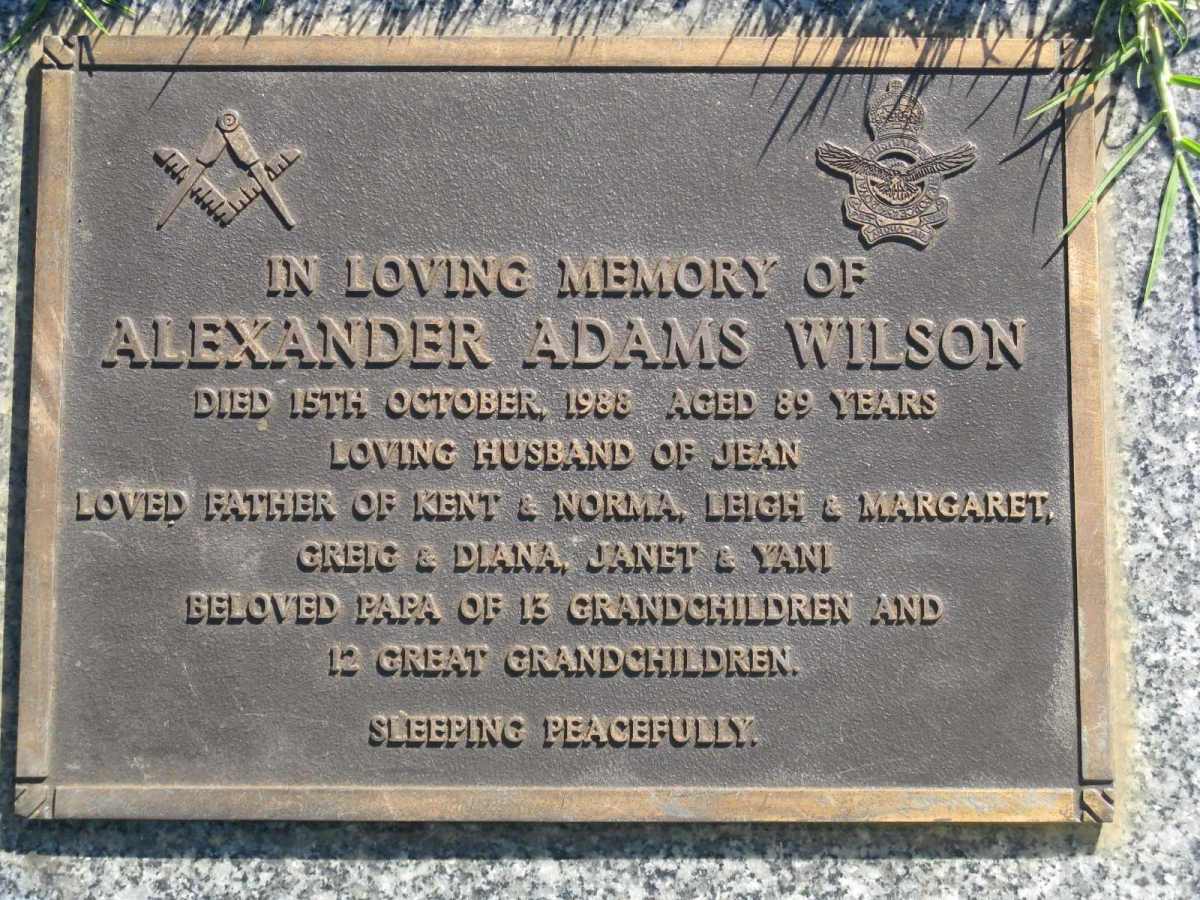 IN LOVING MEMORY OF
ALEXANDER ADAMS WILSON
DIED 15TH OCTOBER, 1988 AGED 89 YEARS
LOVING HUSBAND OF JEAN
LOVED FATHER OF KENT & NORMA, LEIGH & MARGARET,
GREIG & DIANA, JANET & YANI
BELOVED PAPA OF 13 GRANDCHILDREN AND
12 GREAT GRANDCHILDREN.
SLEEPING PEACEFULLY.